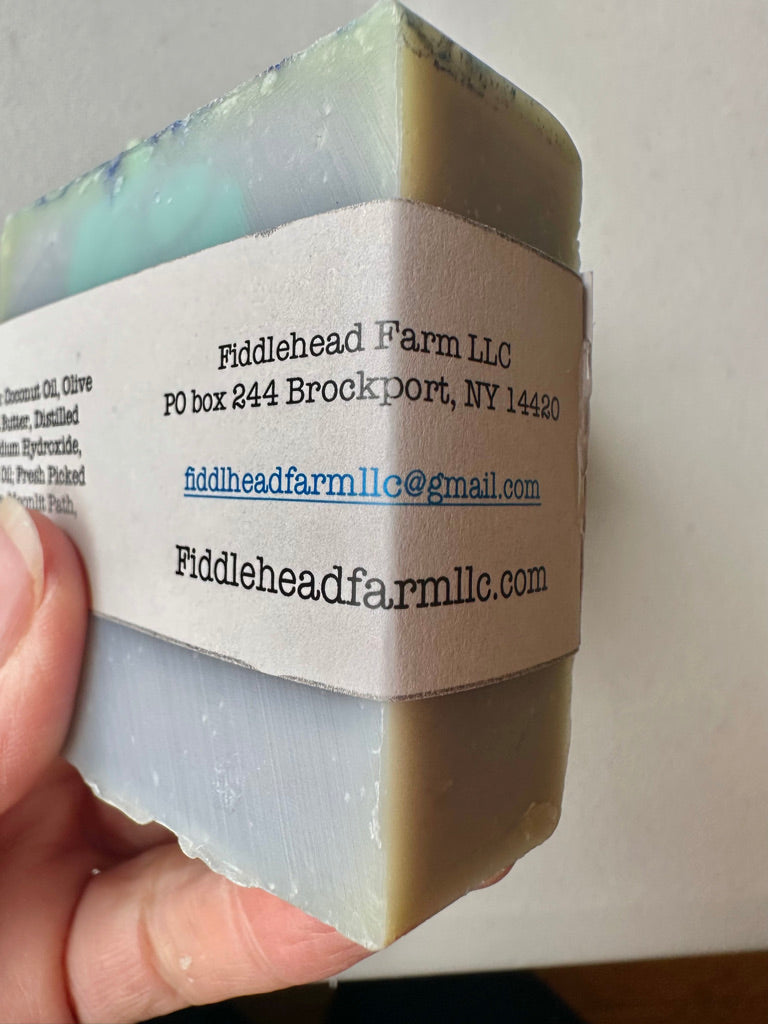 Coconut Oil, Olive
Butter, Distilled
Hydroxide,
Oil, Fresh Picked
Path,
Fiddlehead Farm LLC
PO box 244 Brockport, NY 14420
fiddlheadfarmllc@gmail.com
Fiddleheadfarmllc.com